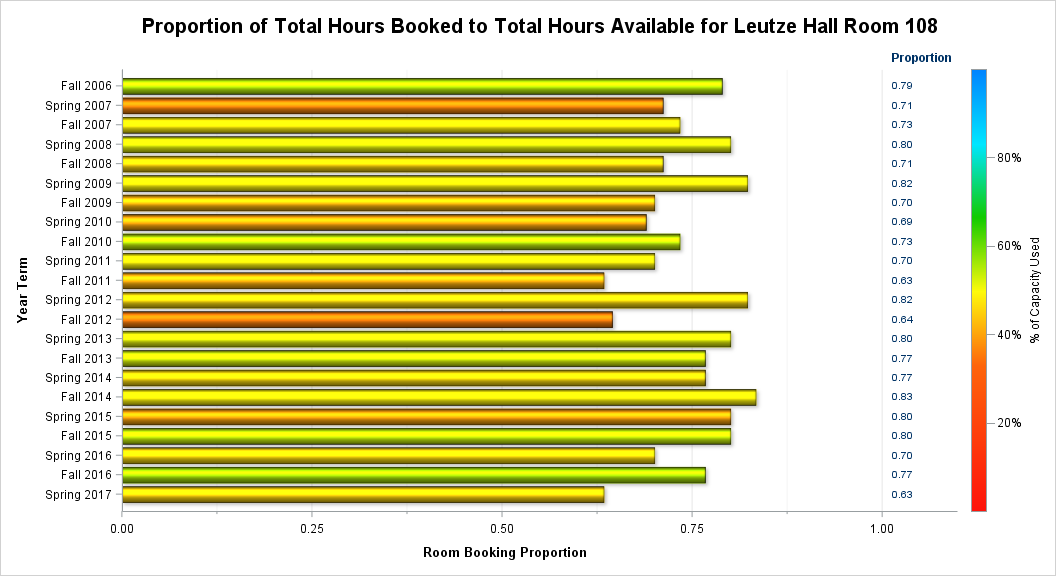 Proportion of Total Hours Booked to Total Hours Available for Leutze Hall Room 108
Proportion
Fall 2006 0.79
Spring 2007 0.71
Fall 2007 0.73
Spring 2008 0.80
Fall 2008 0.71
Spring 2009 0.82
Fall 2009 0.70
Spring 2010 0.69
Fall 2010 0.73
Spring 2011 0.70
Fall 2011 0.63
Spring 2012 0.82
Fall 2012 0.64
Spring 2013 0.80
Fall 2013 0.77
Spring 2014 0.77
Fall 2014 0.83
Spring 2015 0.80
Fall 2015 0.80
Spring 2016 0.70
Fall 2016 0.77
Spring 2017 0.63
Year Term
0.00 0.25 0.50 0.75 1.00
Room Booking Proportion
80%
60%
40%
20%
% of Capacity Used